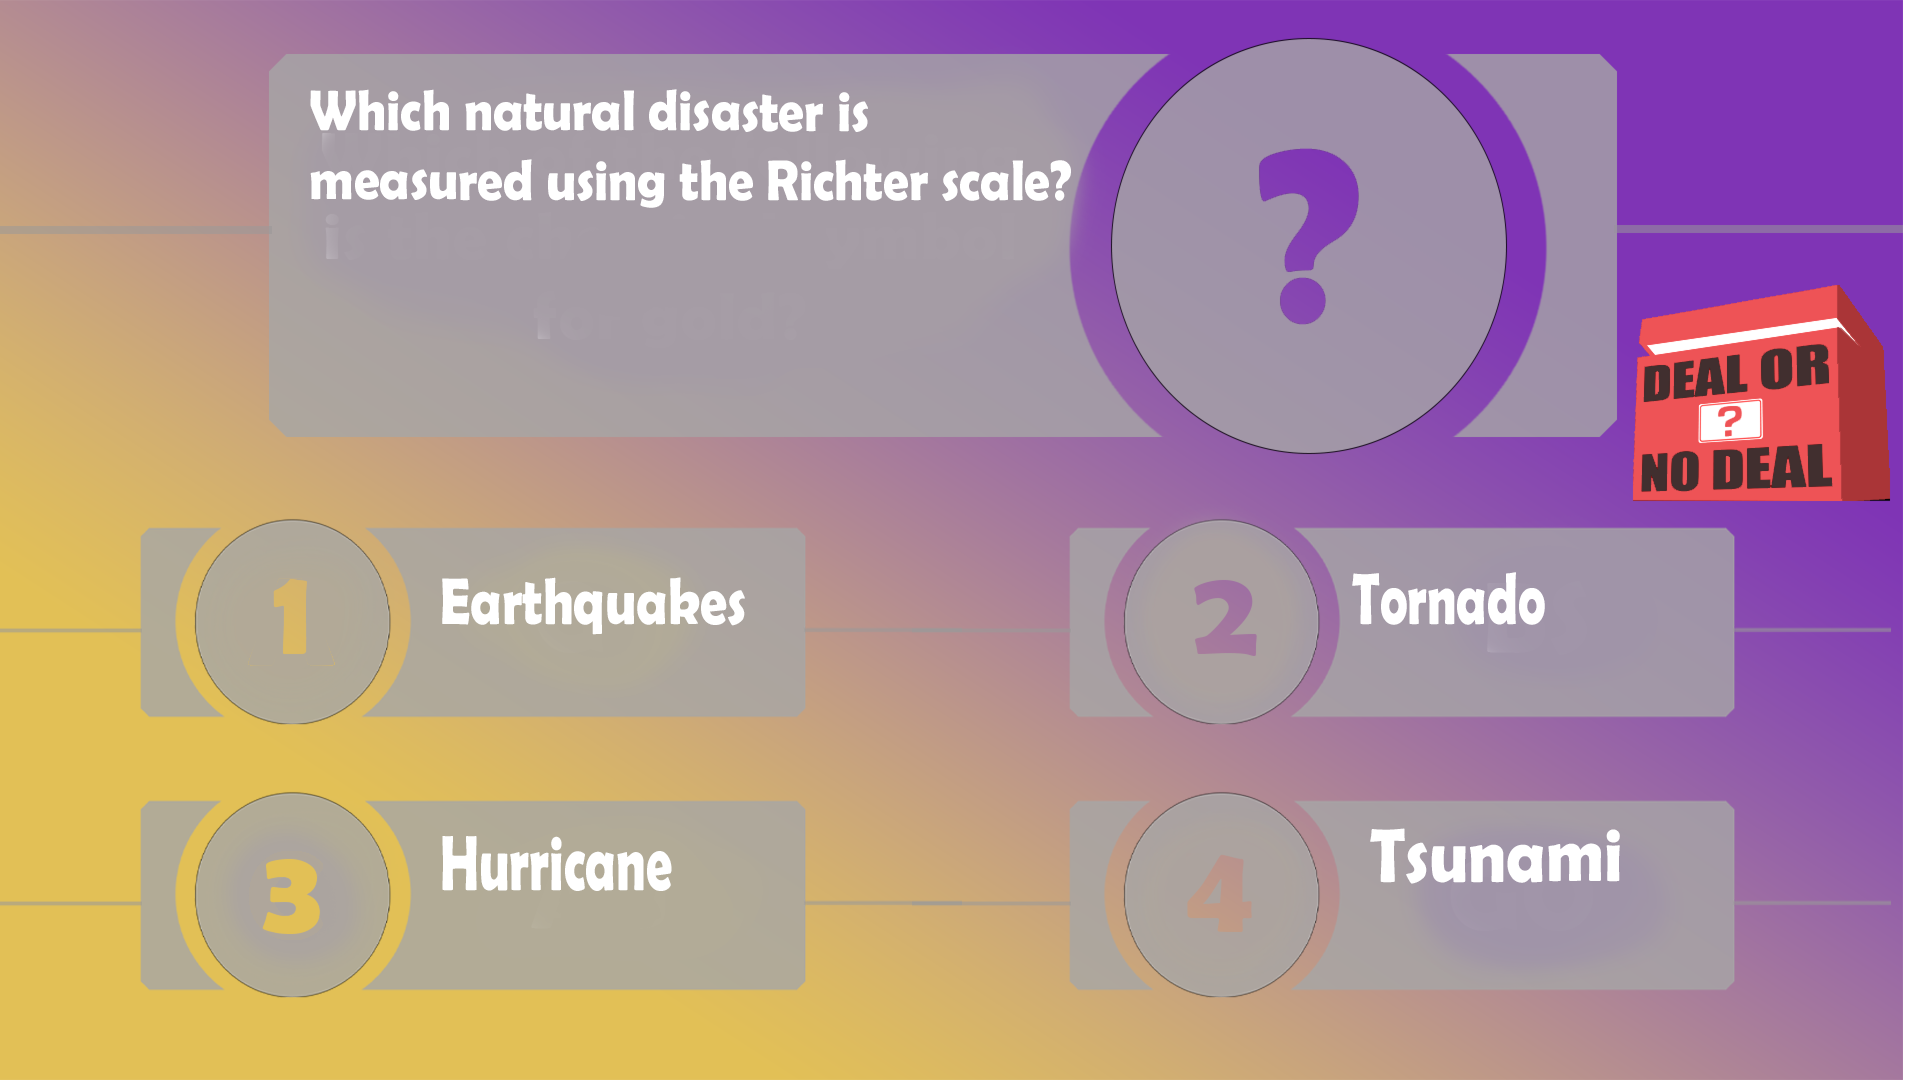 Which natural disaster is
measured using the Richter scale?
?
DEAL OR
?
NO DEAL
1
Earthquakes
2
Tornado
3
Hurricane
4
Tsunami